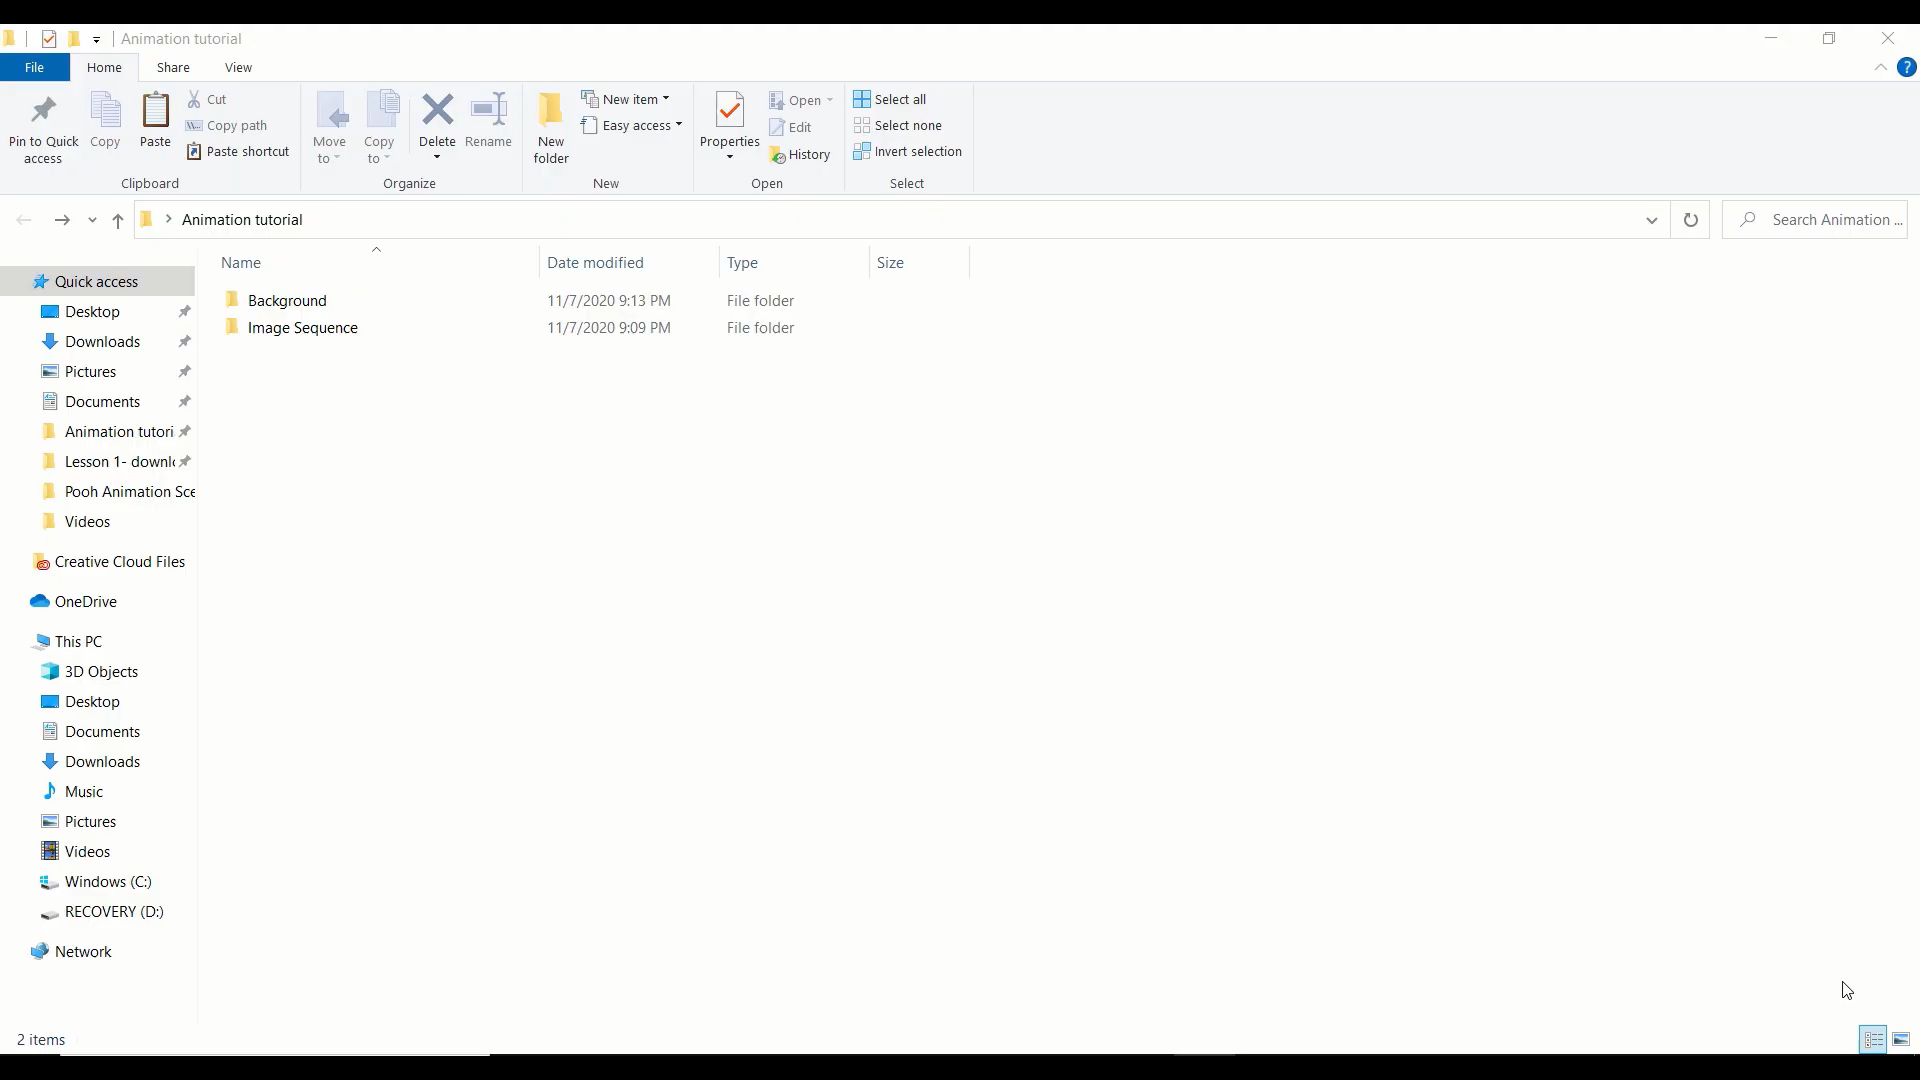 Animation tutorial
File Home Share View
Pin to Quick access
Copy
Paste
Cut
Copy path
Paste shortcut
Clipboard
Move to
Copy to
Delete
Rename
Organize
New folder
New item
Easy access
New
Properties
Open
Edit
History
Open
Select all
Select none
Invert selection
Select
Animation tutorial
Search Animation ...
Name Date modified Type Size
Background 11/7/2020 9:13 PM File folder
Image Sequence 11/7/2020 9:09 PM File folder
Quick access
Desktop
Downloads
Pictures
Documents
Animation tutori
Lesson 1- downl
Pooh Animation Sce
Videos
Creative Cloud Files
OneDrive
This PC
3D Objects
Desktop
Documents
Downloads
Music
Pictures
Videos
Windows (C:)
RECOVERY (D:)
Network
2 items